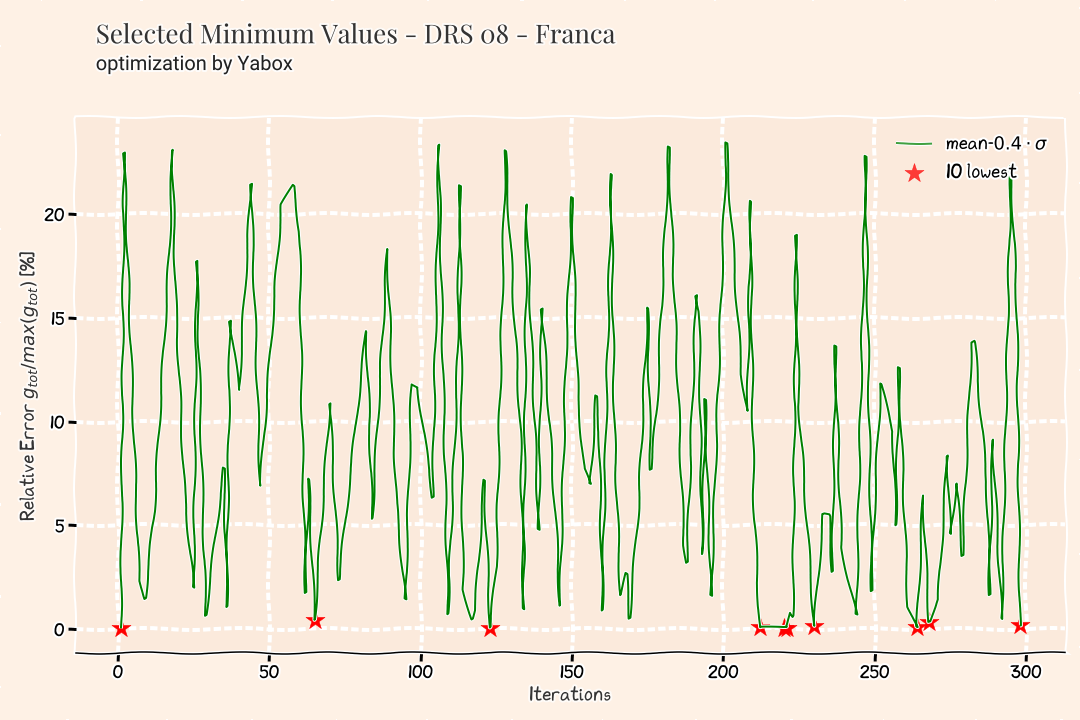 Selected Minimum Values - DRS 08 - Franca
optimization by Yabox
mean-0.4 · σ
10 lowest
Relative Error g_tot/max(g_tot) [%]
20
15
10
5
0
0 50 100 150 200 250 300
Iterations